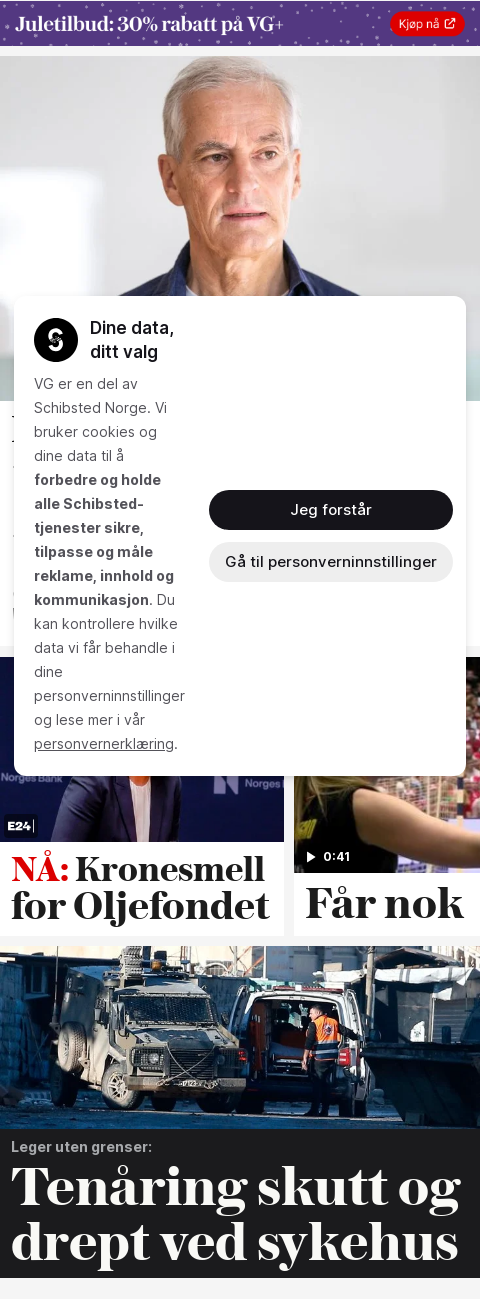 Juletilbud: 30% rabatt på VG+
Kjøp nå
Dine data,
ditt valg
VG er en del av
Schibsted Norge. Vi
bruker cookies og
dine data til å
forbedre og holde
alle Schibsted-
tjenester sikre,
tilpasse og måle
reklame, innhold og
kommunikasjon. Du
kan kontrollere hvilke
data vi får behandle i
dine
personverninnstillinger
og lese mer i vår
personvernerklæring.
Jeg forstår
Gå til personverninnstillinger
Norges Bank
Norges
E24
NÅ: Kronesmell
for Oljefondet
0:41
Får nok
Leger uten grenser:
Tenåring skutt og
drept ved sykehus